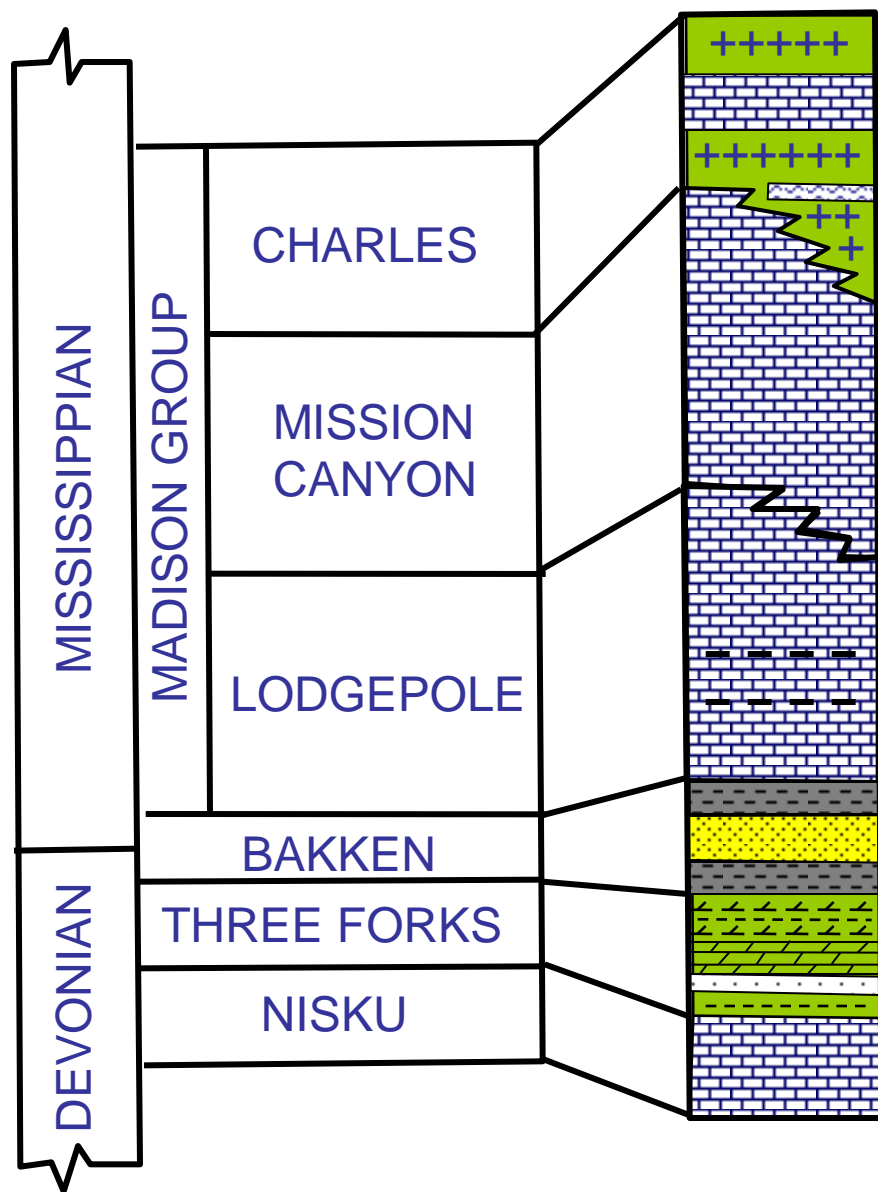 MISSISSIPPIAN
DEVONIAN
MADISON GROUP
CHARLES
MISSION
CANYON
LODGEPOLE
BAKKEN
THREE FORKS
NISKU